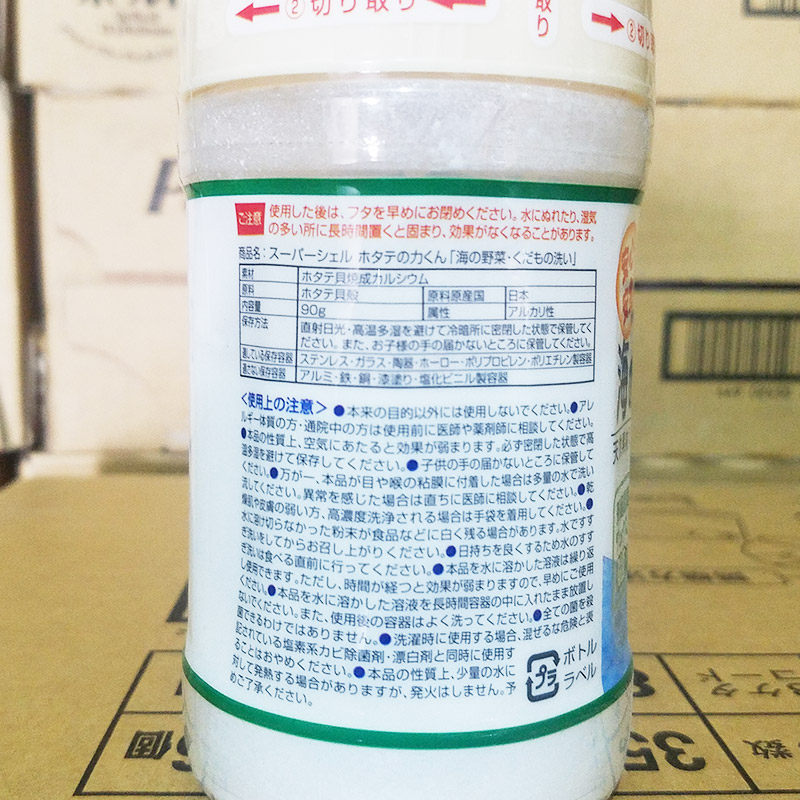 ②切り取り
取り
②切り
ご注意
使用した後は、フタを早めにお閉めください。水にぬれたり、湿気
の多い所に長時間置くと固まり、効果がなくなることがあります。
商品名：スーパーシェル ホタテの力くん「海の野菜・くだもの洗い」
素材 ホタテ貝焼成カルシウム
原料 ホタテ貝殻 原料原産国 日本
内容量 90g 属性 アルカリ性
保存方法 直射日光・高温多湿を避けて冷暗所に密閉した状態で保管してく
ださい。また、お子様の手の届かないところに保管してください。
適している保存容器 ステンレス・ガラス・陶器・ホーロー・ポリプロピレン・ポリエチレン製容器
適さない保存容器 アルミ・鉄・銅・漆塗り・塩化ビニル製容器
＜使用上の注意＞ ●本来の目的以外には使用しないでください。●アレ
ルギー体質の方・通院中の方は使用前に医師や薬剤師に相談してください。
●本品の性質上、空気にあたると効果が弱まります。必ず密閉した状態で高
温多湿を避けて保存してください。●子供の手の届かないところに保管して
ください。●万が一、本品が目や喉の粘膜に付着した場合は多量の水で洗い
流してください。異常を感じた場合は直ちに医師に相談してください。●乾
燥肌や皮膚の弱い方、高濃度洗浄される場合は手袋を着用してください。●
水に溶け切らなかった粉末が食品などに白く残る場合があります。水ですす
ぎ洗いをしてからお召し上がりください。●日持ちを良くするため水のすす
ぎ洗いは食べる直前に行ってください。●本品を水に溶かした溶液は繰り返
し使用できます。ただし、時間が経つと効果が弱まりますので、早めにご使用
ください。●本品を水に溶かした溶液を長時間容器の中に入れたまま放置し
ないでください。また、使用後の容器はよく洗ってください。●全ての菌を殺
菌できるわけではありません。●洗濯時に使用する場合、混ぜるな危険と表
記されている塩素系カビ除菌剤・漂白剤と同時に使用す
ることはおやめください。●本品の性質上、少量の水に
対して発熱する場合がありますが、発火はしません。予
めご了承ください。
プラ
ボトル
ラベル
海
天
ケタ
コード
個
35
数